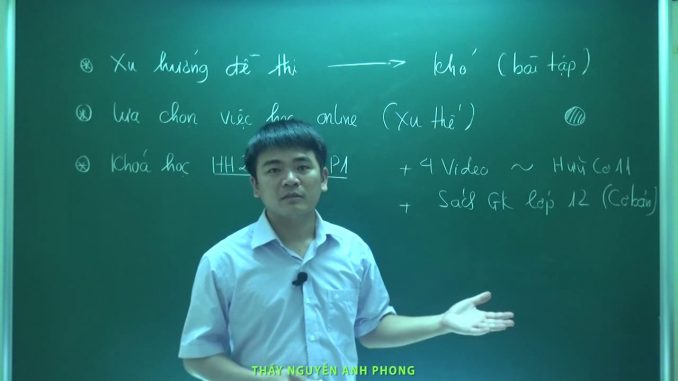 ⊛ Xu hướng đề thi ⟶ khó (bài tập)
⊛ Lựa chọn việc học online (Xu thế)
⊛ Khoá học HH P1 + 4 Video ~ Hữu Cơ 11
+ Sách Gk lớp 12 (Cơ bản)
THẦY NGUYỄN ANH PHONG